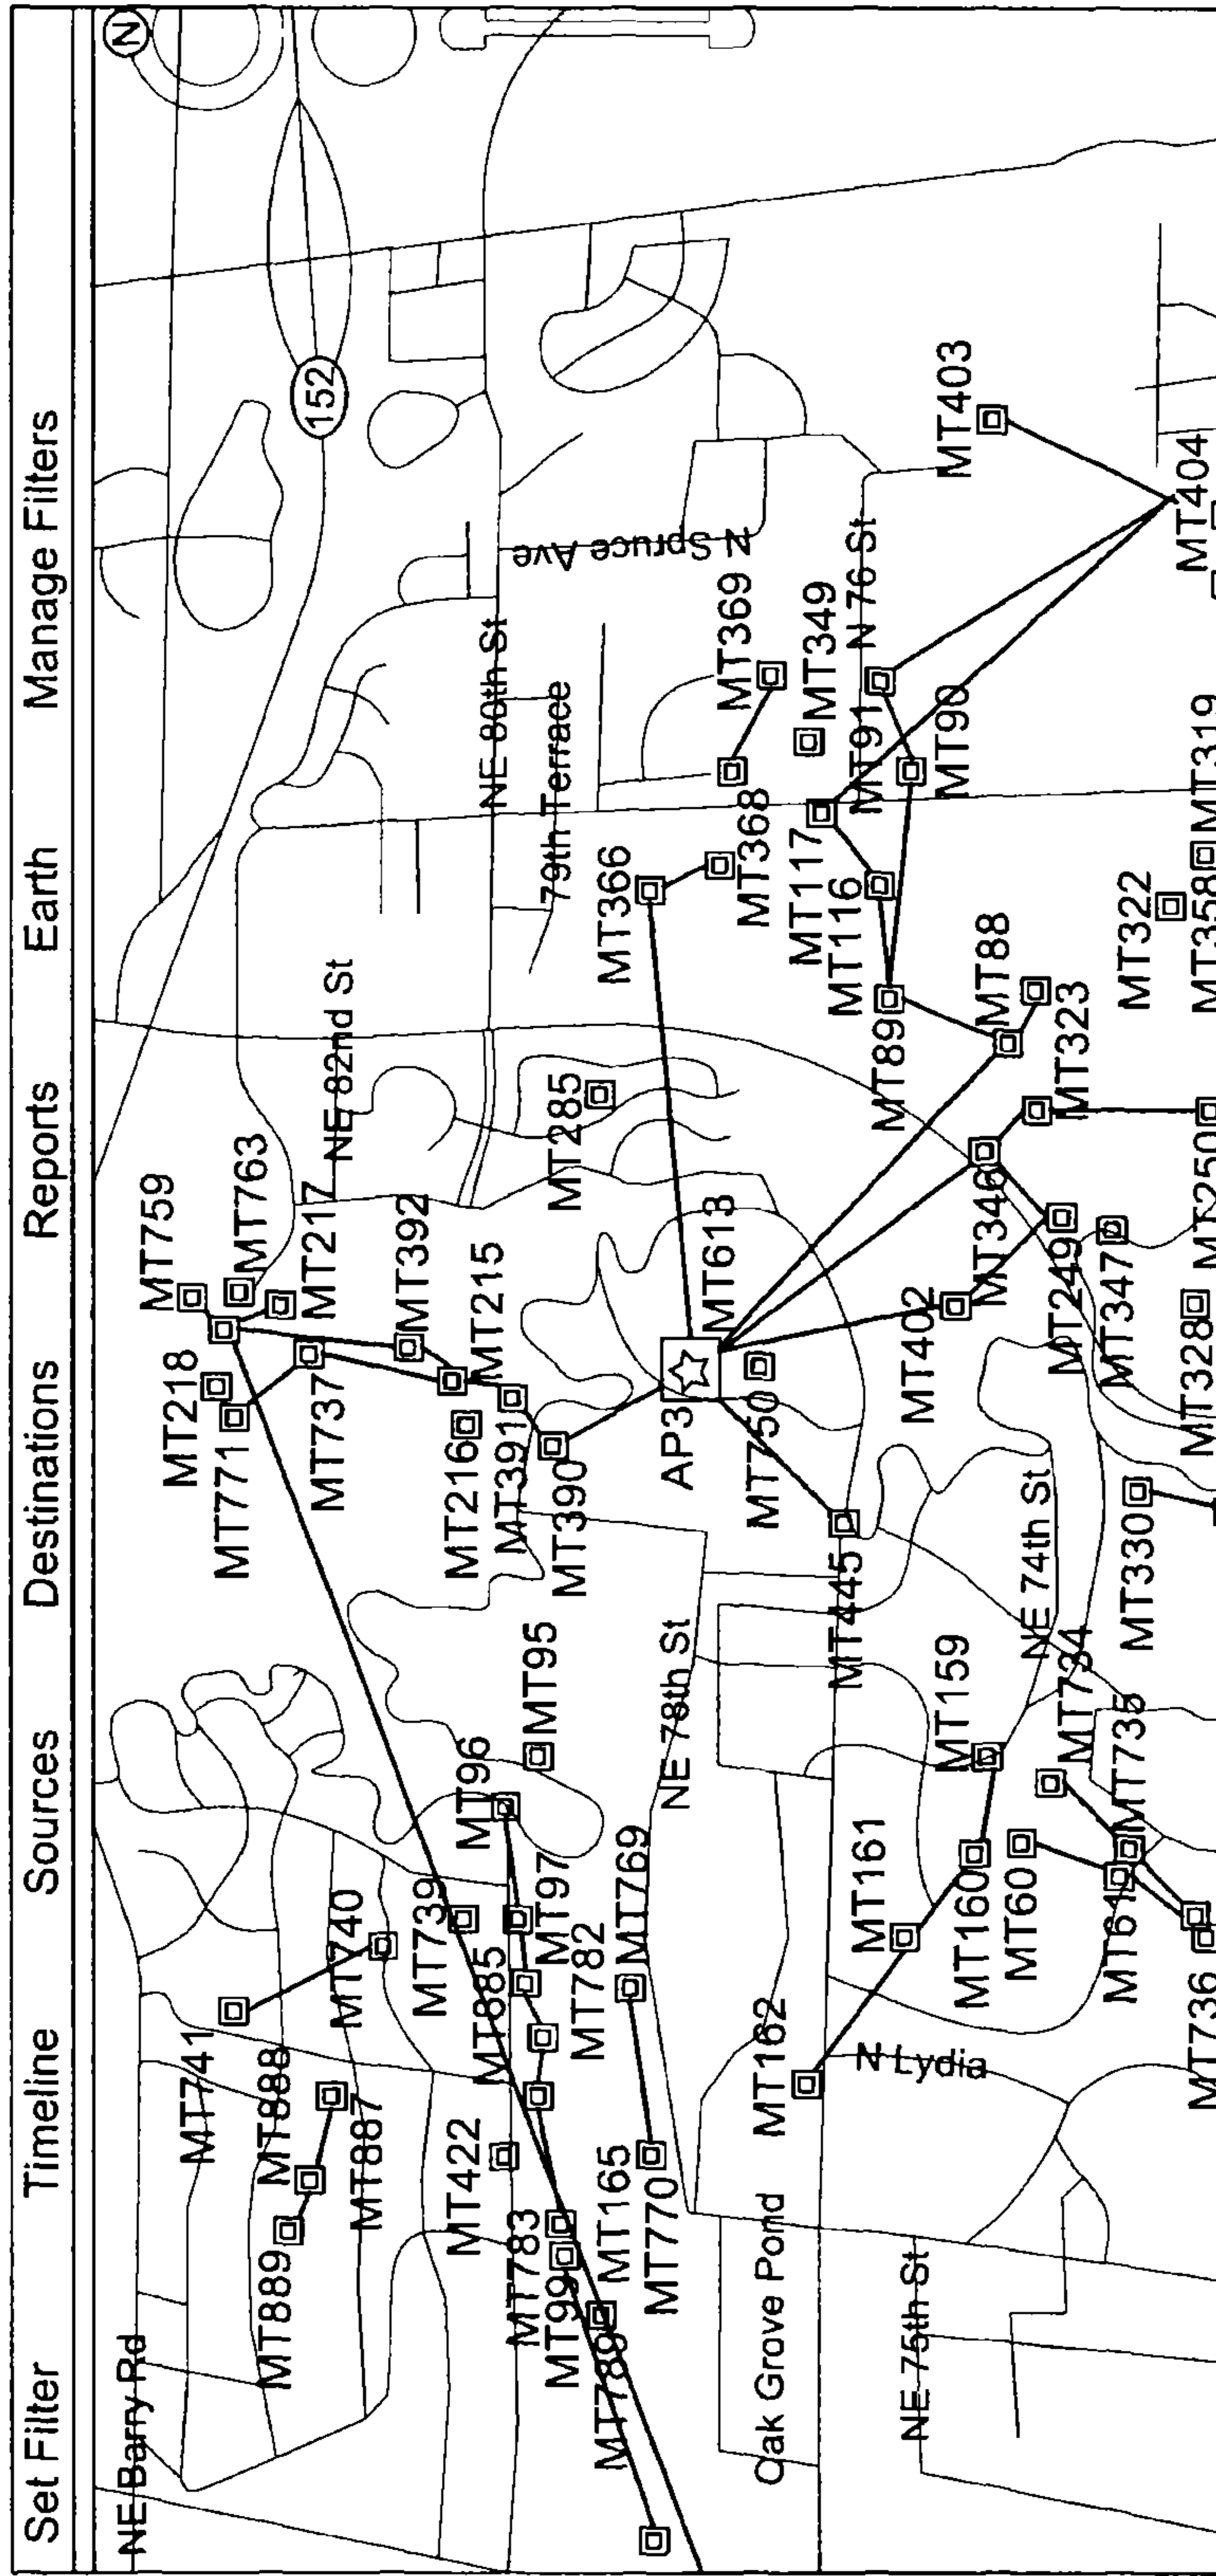 Set Filter Timeline Sources Destinations Reports Earth Manage Filters
NE Barry Rd
N
152
MT759
MT763
MT218
MT217
MT771
MT737
MT392
MT215
MT216
MT391
MT390
MT285
NE 82nd St
NE 80th St
79th Terrace
N Spruce Ave
MT741
MT740
MT888
MT889
MT887
MT739
MT96
MT95
MT885
MT97
MT422
MT782
MT769
MT783
MT99
MT165
MT770
MT789
NE 78th St
AP3
MT613
MT750
MT366
MT368
MT369
MT349
N 76 St
MT91
MT90
MT117
MT116
MT89
MT88
MT323
MT403
MT404
Oak Grove Pond
MT162
MT161
MT445
MT159
MT160
MT60
N Lydia
NE 75th St
NE 74th St
MT402
MT346
MT249
MT347
MT250
MT322
MT358
MT319
MT328
MT330
MT734
MT735
MT61
MT736